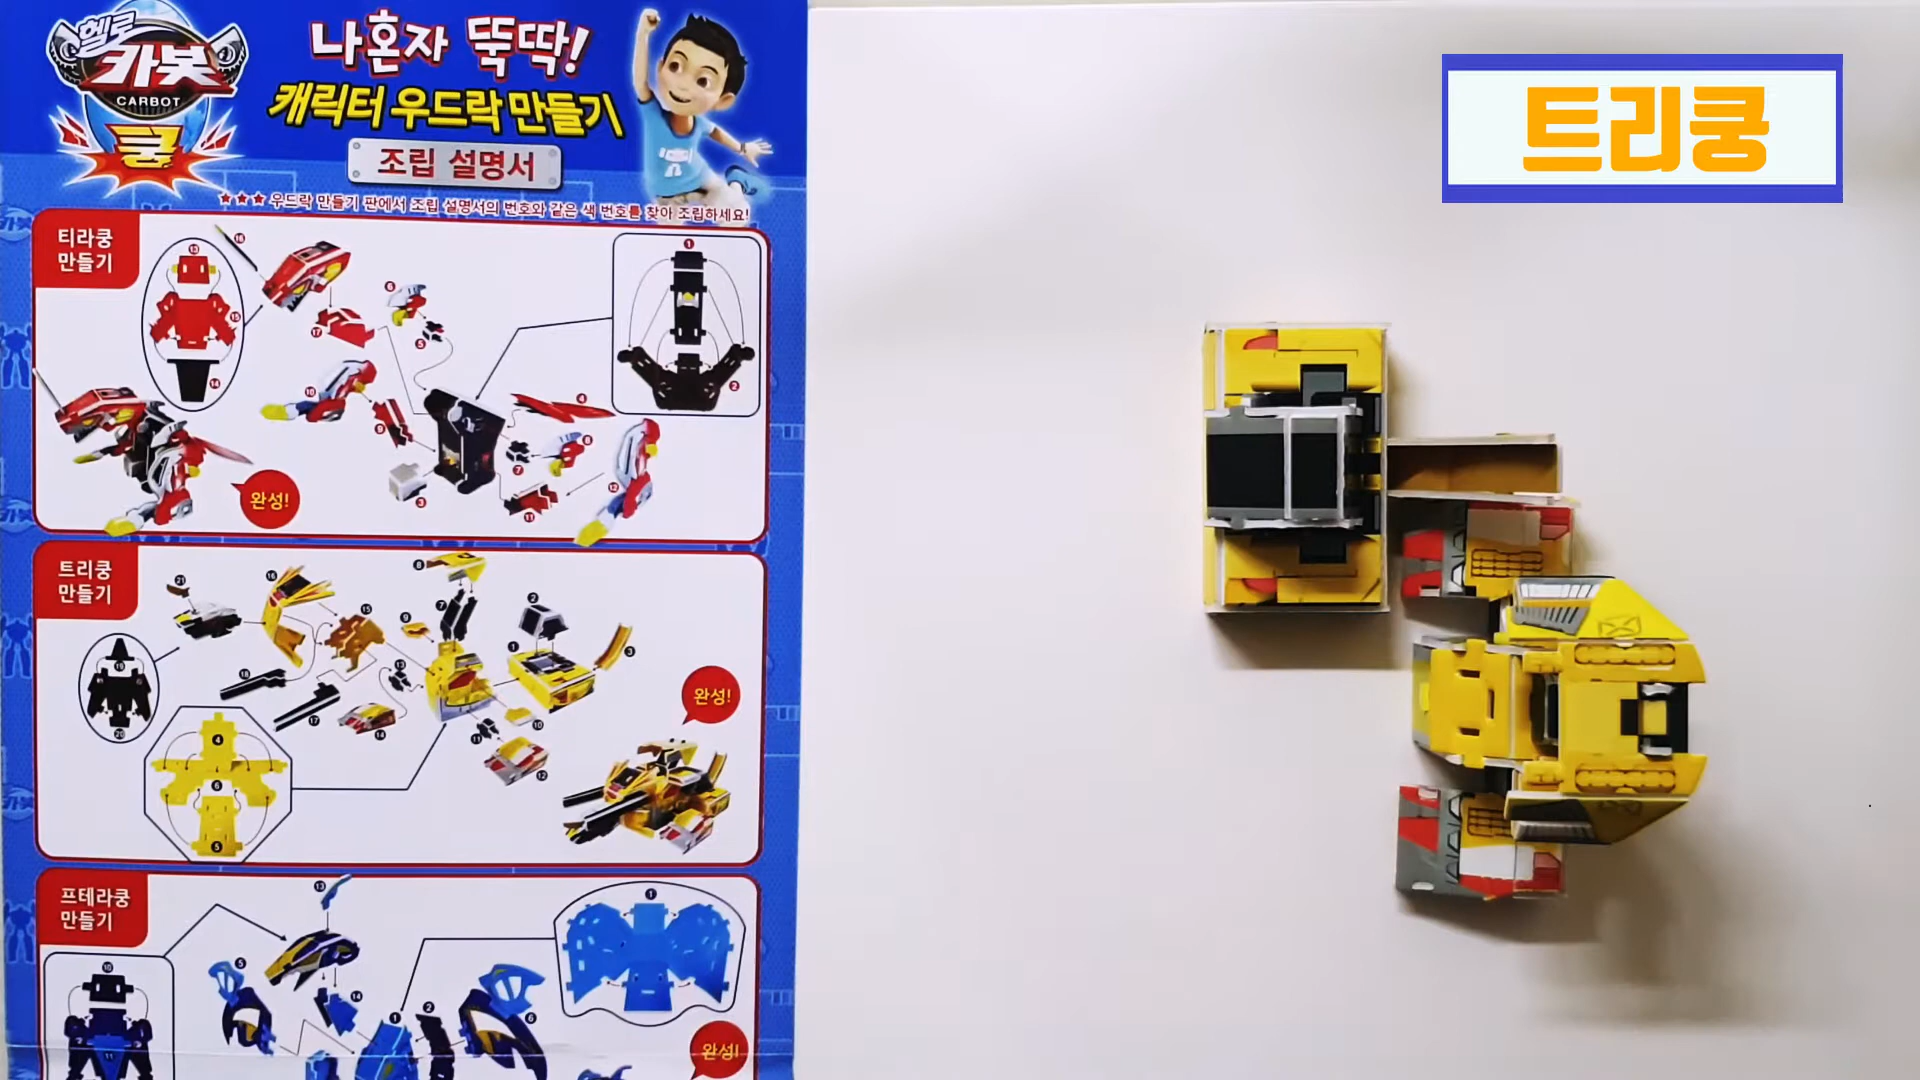 헬로
카봇
CARBOT
쿵
나혼자 뚝딱!
캐릭터 우드락 만들기
조립 설명서
★★★ 우드락 만들기 판에서 조립 설명서의 번호와 같은 색 번호를 찾아 조립하세요!
트리쿵
티라쿵
만들기
완성!
트리쿵
만들기
완성!
프테라쿵
만들기
완성!